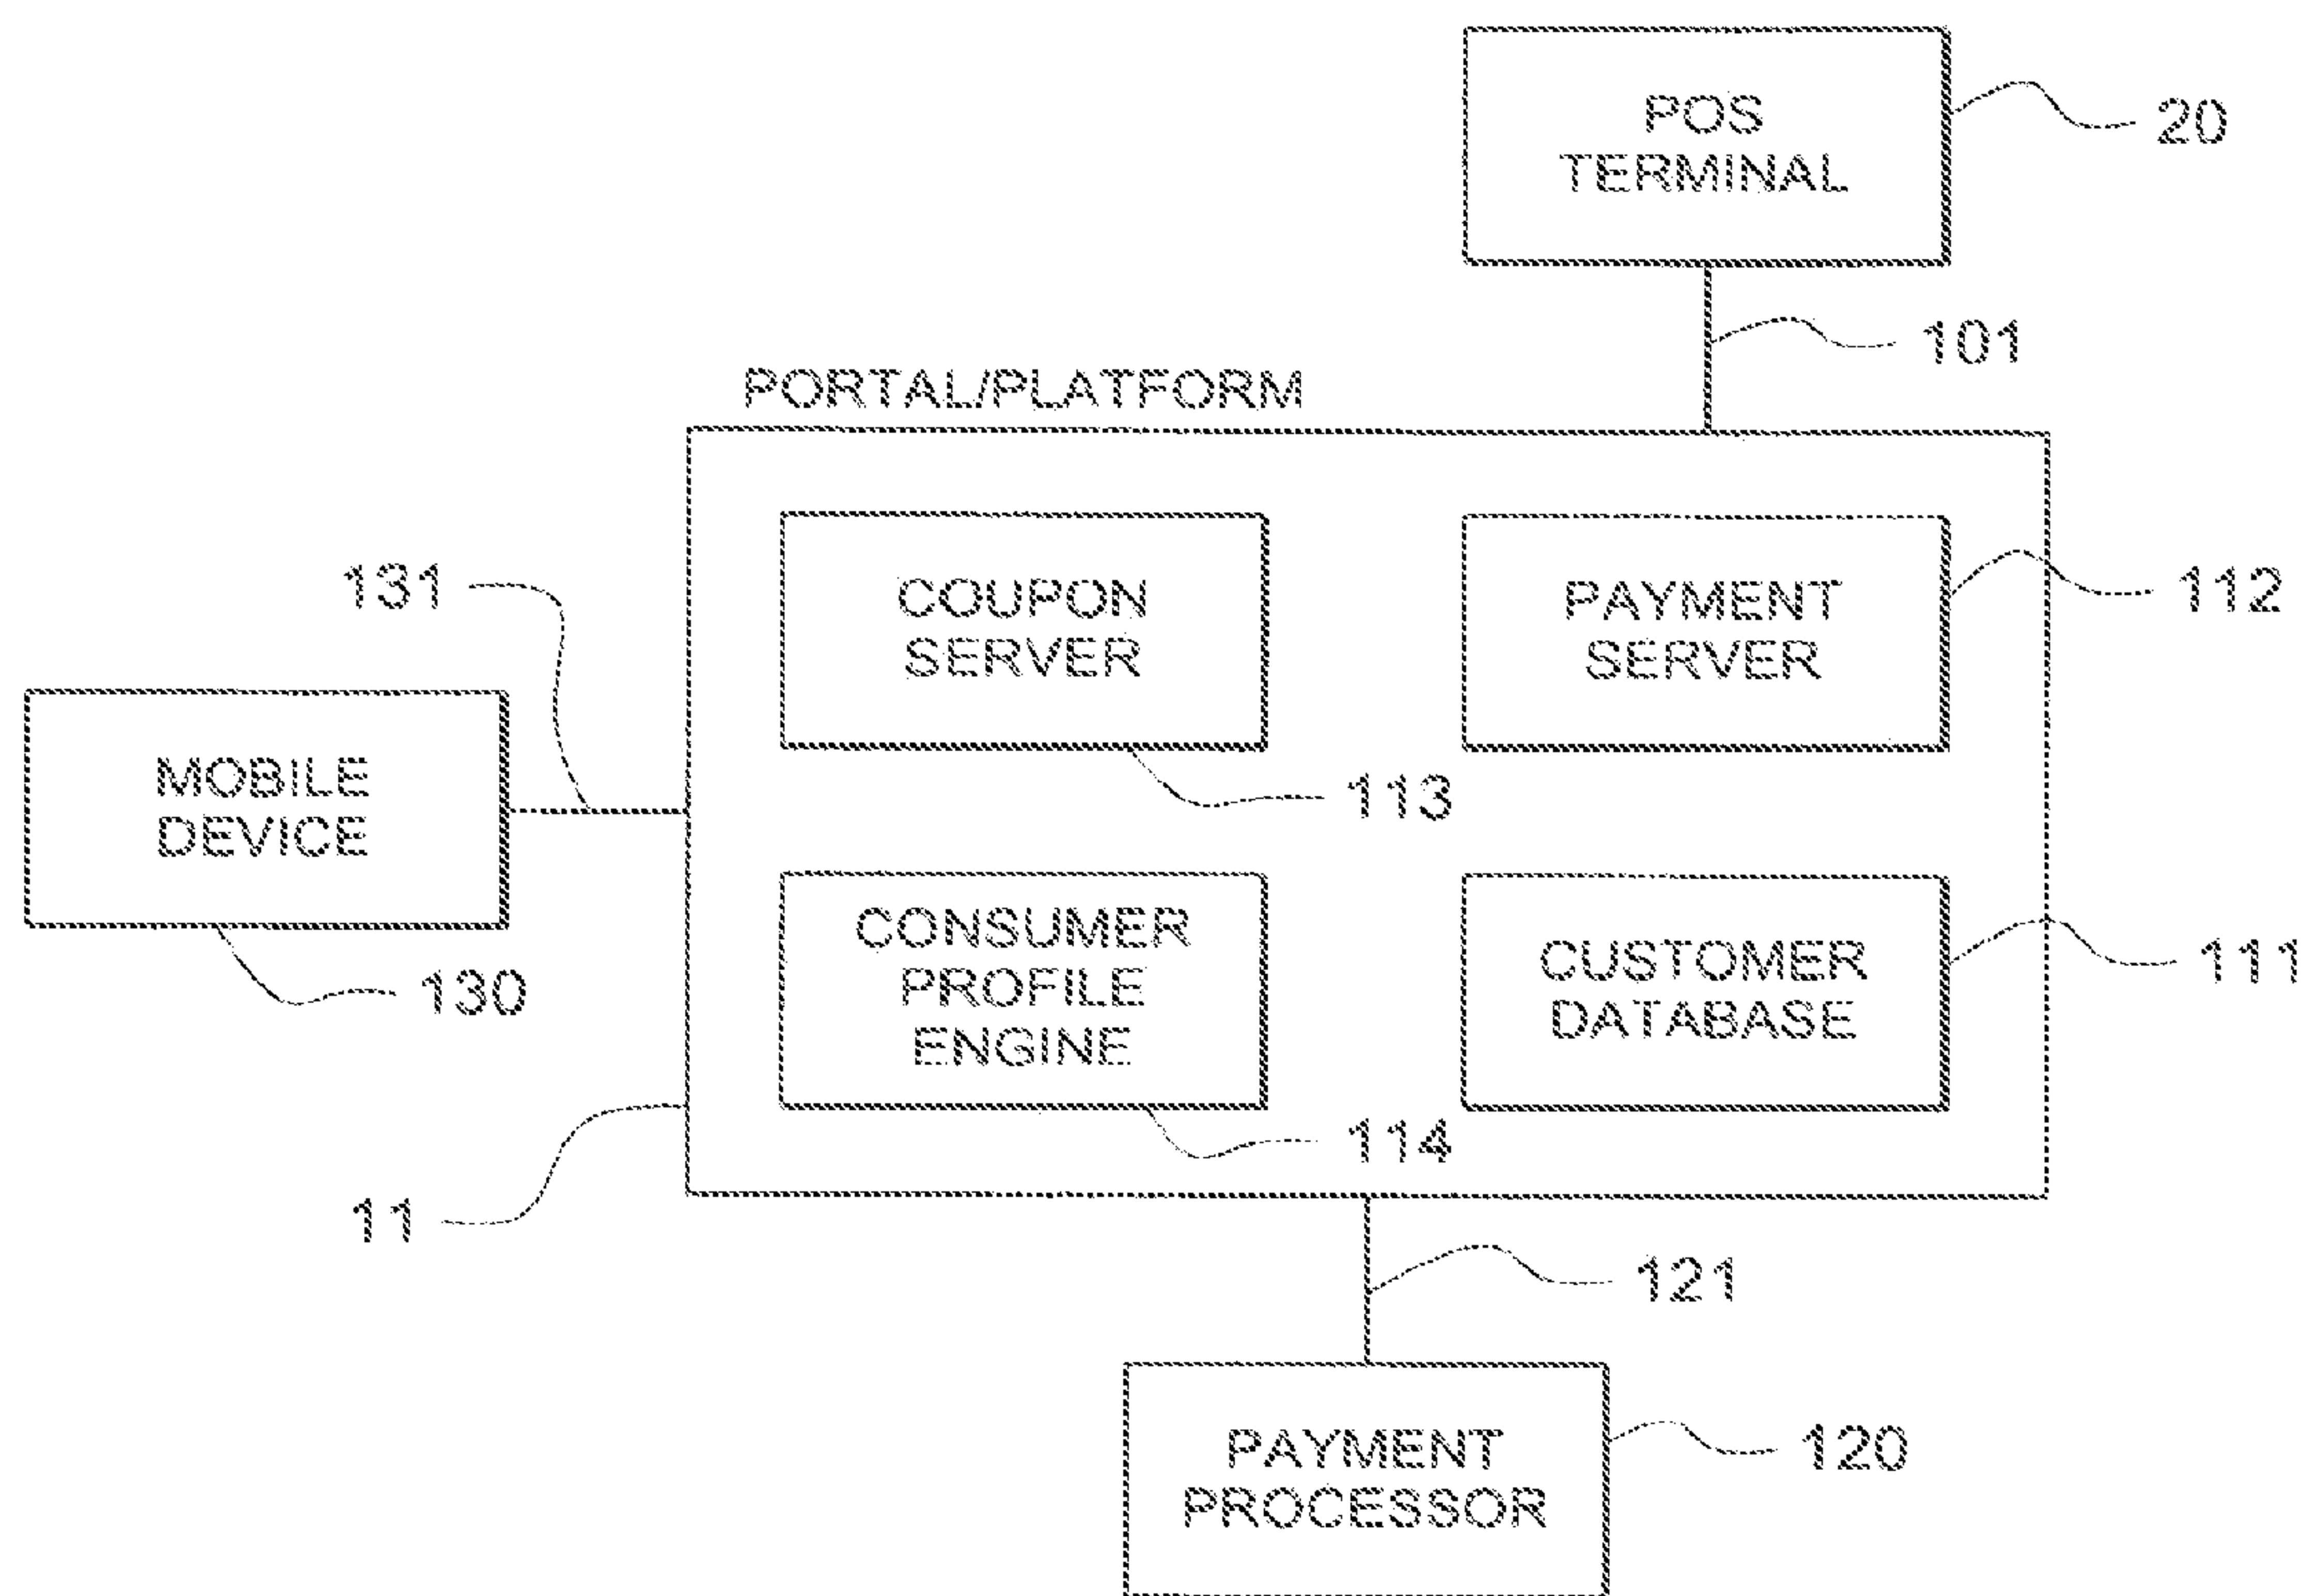 POS
TERMINAL
20
101
PORTAL/PLATFORM
131
COUPON
SERVER
PAYMENT
SERVER
112
MOBILE
DEVICE
113
130
CONSUMER
PROFILE
ENGINE
CUSTOMER
DATABASE
111
114
11
121
PAYMENT
PROCESSOR
120